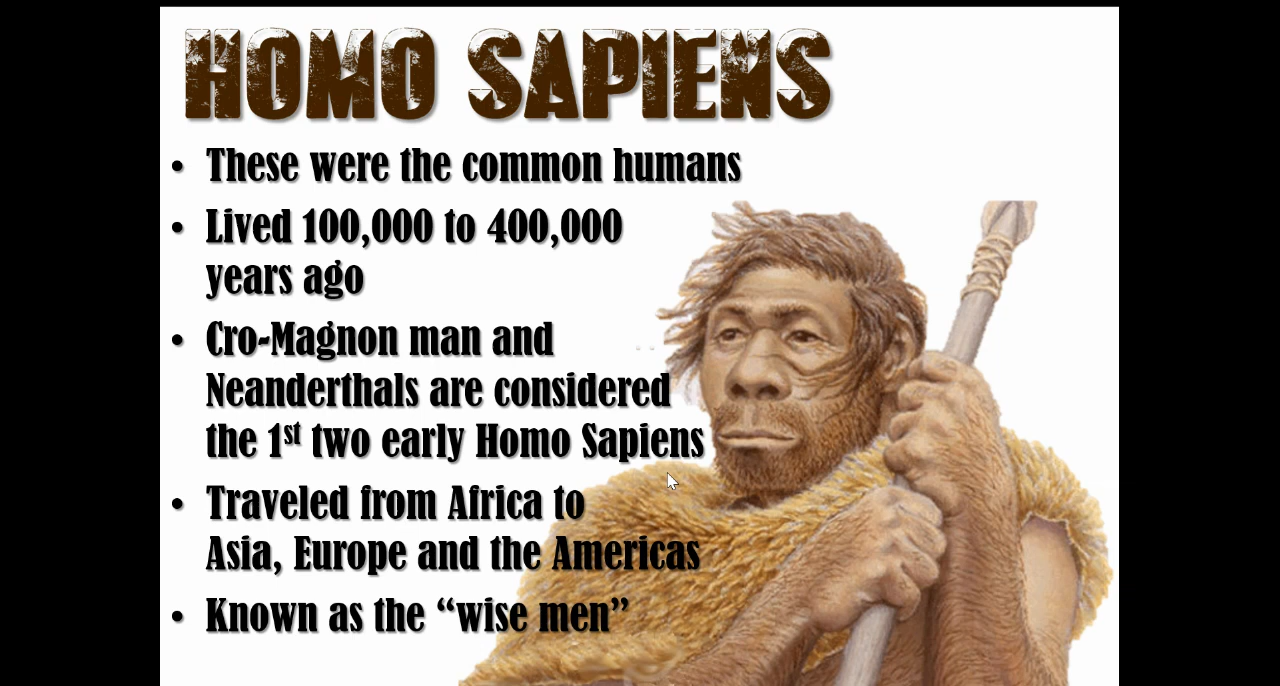 HOMO SAPIENS
• These were the common humans
• Lived 100,000 to 400,000
years ago
• Cro-Magnon man and
Neanderthals are considered
the 1st two early Homo Sapiens
• Traveled from Africa to
Asia, Europe and the Americas
• Known as the “wise men”